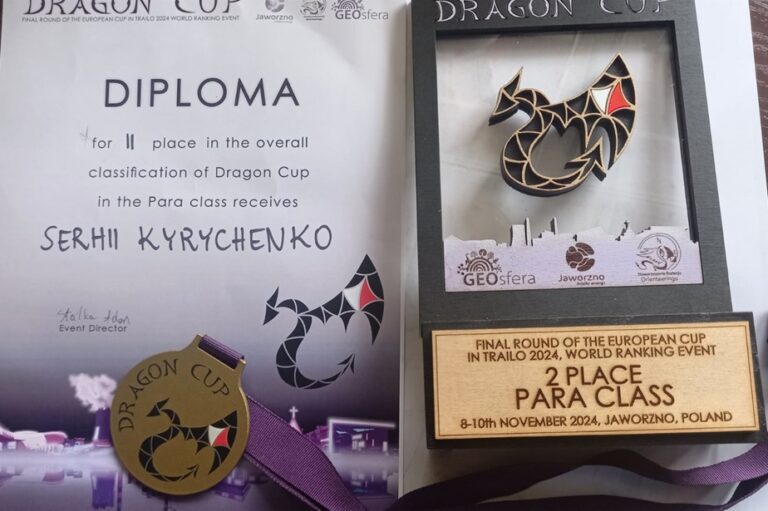 DRAGON CUP
FINAL ROUND OF THE EUROPEAN CUP IN TRAILO 2024 WORLD RANKING EVENT
Jaworzno
GEOsfera
DIPLOMA
for II place in the overall
classification of Dragon Cup
in the Para class receives
SERHII KYRYCHENKO
Event Director
DRAGON CUP
DRAGON CUP
GEOsfera
Jaworzno
Stowarzyszenie Rozwoju
Orienteeringu
FINAL ROUND OF THE EUROPEAN CUP
IN TRAILO 2024, WORLD RANKING EVENT
2 PLACE
PARA CLASS
8-10th NOVEMBER 2024, JAWORZNO, POLAND